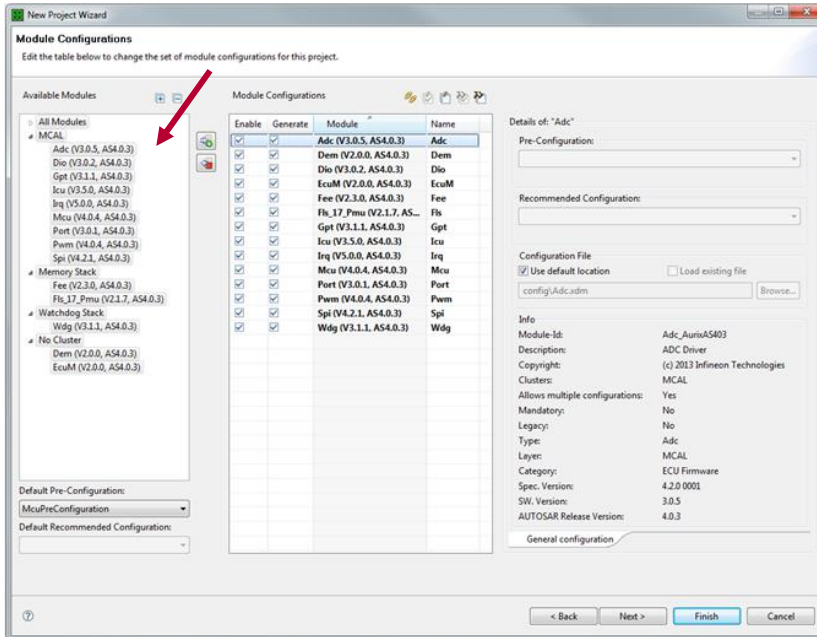 New Project Wizard
Module Configurations
Edit the table below to change the set of module configurations for this project.
Available Modules
All Modules
MCAL
Adc (V3.0.5, AS4.0.3)
Dio (V3.0.2, AS4.0.3)
Gpt (V3.1.1, AS4.0.3)
Icu (V3.5.0, AS4.0.3)
Irq (V5.0.0, AS4.0.3)
Mcu (V4.0.4, AS4.0.3)
Port (V3.0.1, AS4.0.3)
Pwm (V4.0.4, AS4.0.3)
Spi (V4.2.1, AS4.0.3)
Memory Stack
Fee (V2.3.0, AS4.0.3)
Fls_17_Pmu (V2.1.7, AS4.0.3)
Watchdog Stack
Wdg (V3.1.1, AS4.0.3)
No Cluster
Dem (V2.0.0, AS4.0.3)
EcuM (V2.0.0, AS4.0.3)
Default Pre-Configuration:
McuPreConfiguration
Default Recommended Configuration:
Module Configurations
Enable Generate Module Name
Adc (V3.0.5, AS4.0.3) Adc
Dem (V2.0.0, AS4.0.3) Dem
Dio (V3.0.2, AS4.0.3) Dio
EcuM (V2.0.0, AS4.0.3) EcuM
Fee (V2.3.0, AS4.0.3) Fee
Fls_17_Pmu (V2.1.7, AS... Fls
Gpt (V3.1.1, AS4.0.3) Gpt
Icu (V3.5.0, AS4.0.3) Icu
Irq (V5.0.0, AS4.0.3) Irq
Mcu (V4.0.4, AS4.0.3) Mcu
Port (V3.0.1, AS4.0.3) Port
Pwm (V4.0.4, AS4.0.3) Pwm
Spi (V4.2.1, AS4.0.3) Spi
Wdg (V3.1.1, AS4.0.3) Wdg
Details of: "Adc"
Pre-Configuration:
Recommended Configuration:
Configuration File
Use default location Load existing file
config\Adc.xdm Browse...
Info
Module-Id: Adc_AurixAS403
Description: ADC Driver
Copyright: (c) 2013 Infineon Technologies
Clusters: MCAL
Allows multiple configurations: Yes
Mandatory: No
Legacy: No
Type: Adc
Layer: MCAL
Category: ECU Firmware
Spec. Version: 4.2.0 0001
SW. Version: 3.0.5
AUTOSAR Release Version: 4.0.3
General configuration
< Back Next > Finish Cancel